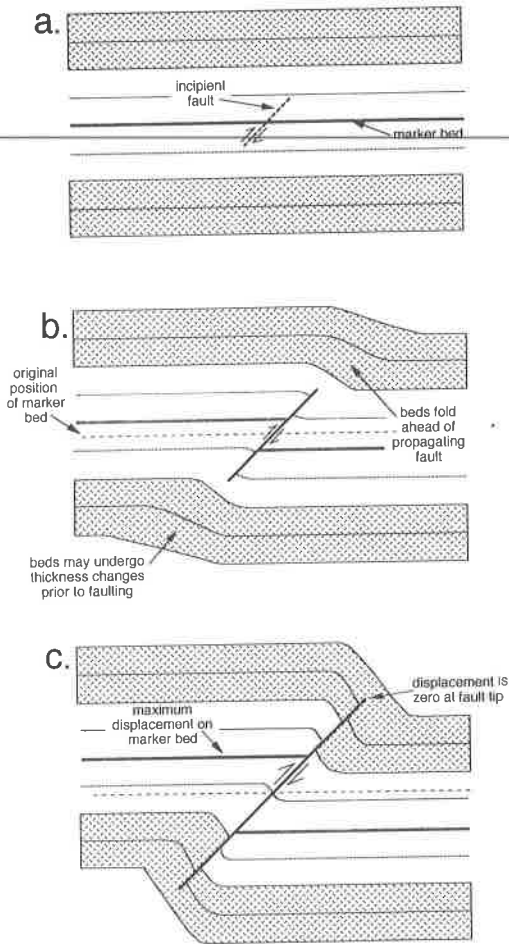 a.
incipient
fault
marker bed
b.
original
position
of marker
bed
beds fold
ahead of
propagating
fault
beds may undergo
thickness changes
prior to faulting
c.
displacement is
zero at fault tip
maximum
displacement on
marker bed